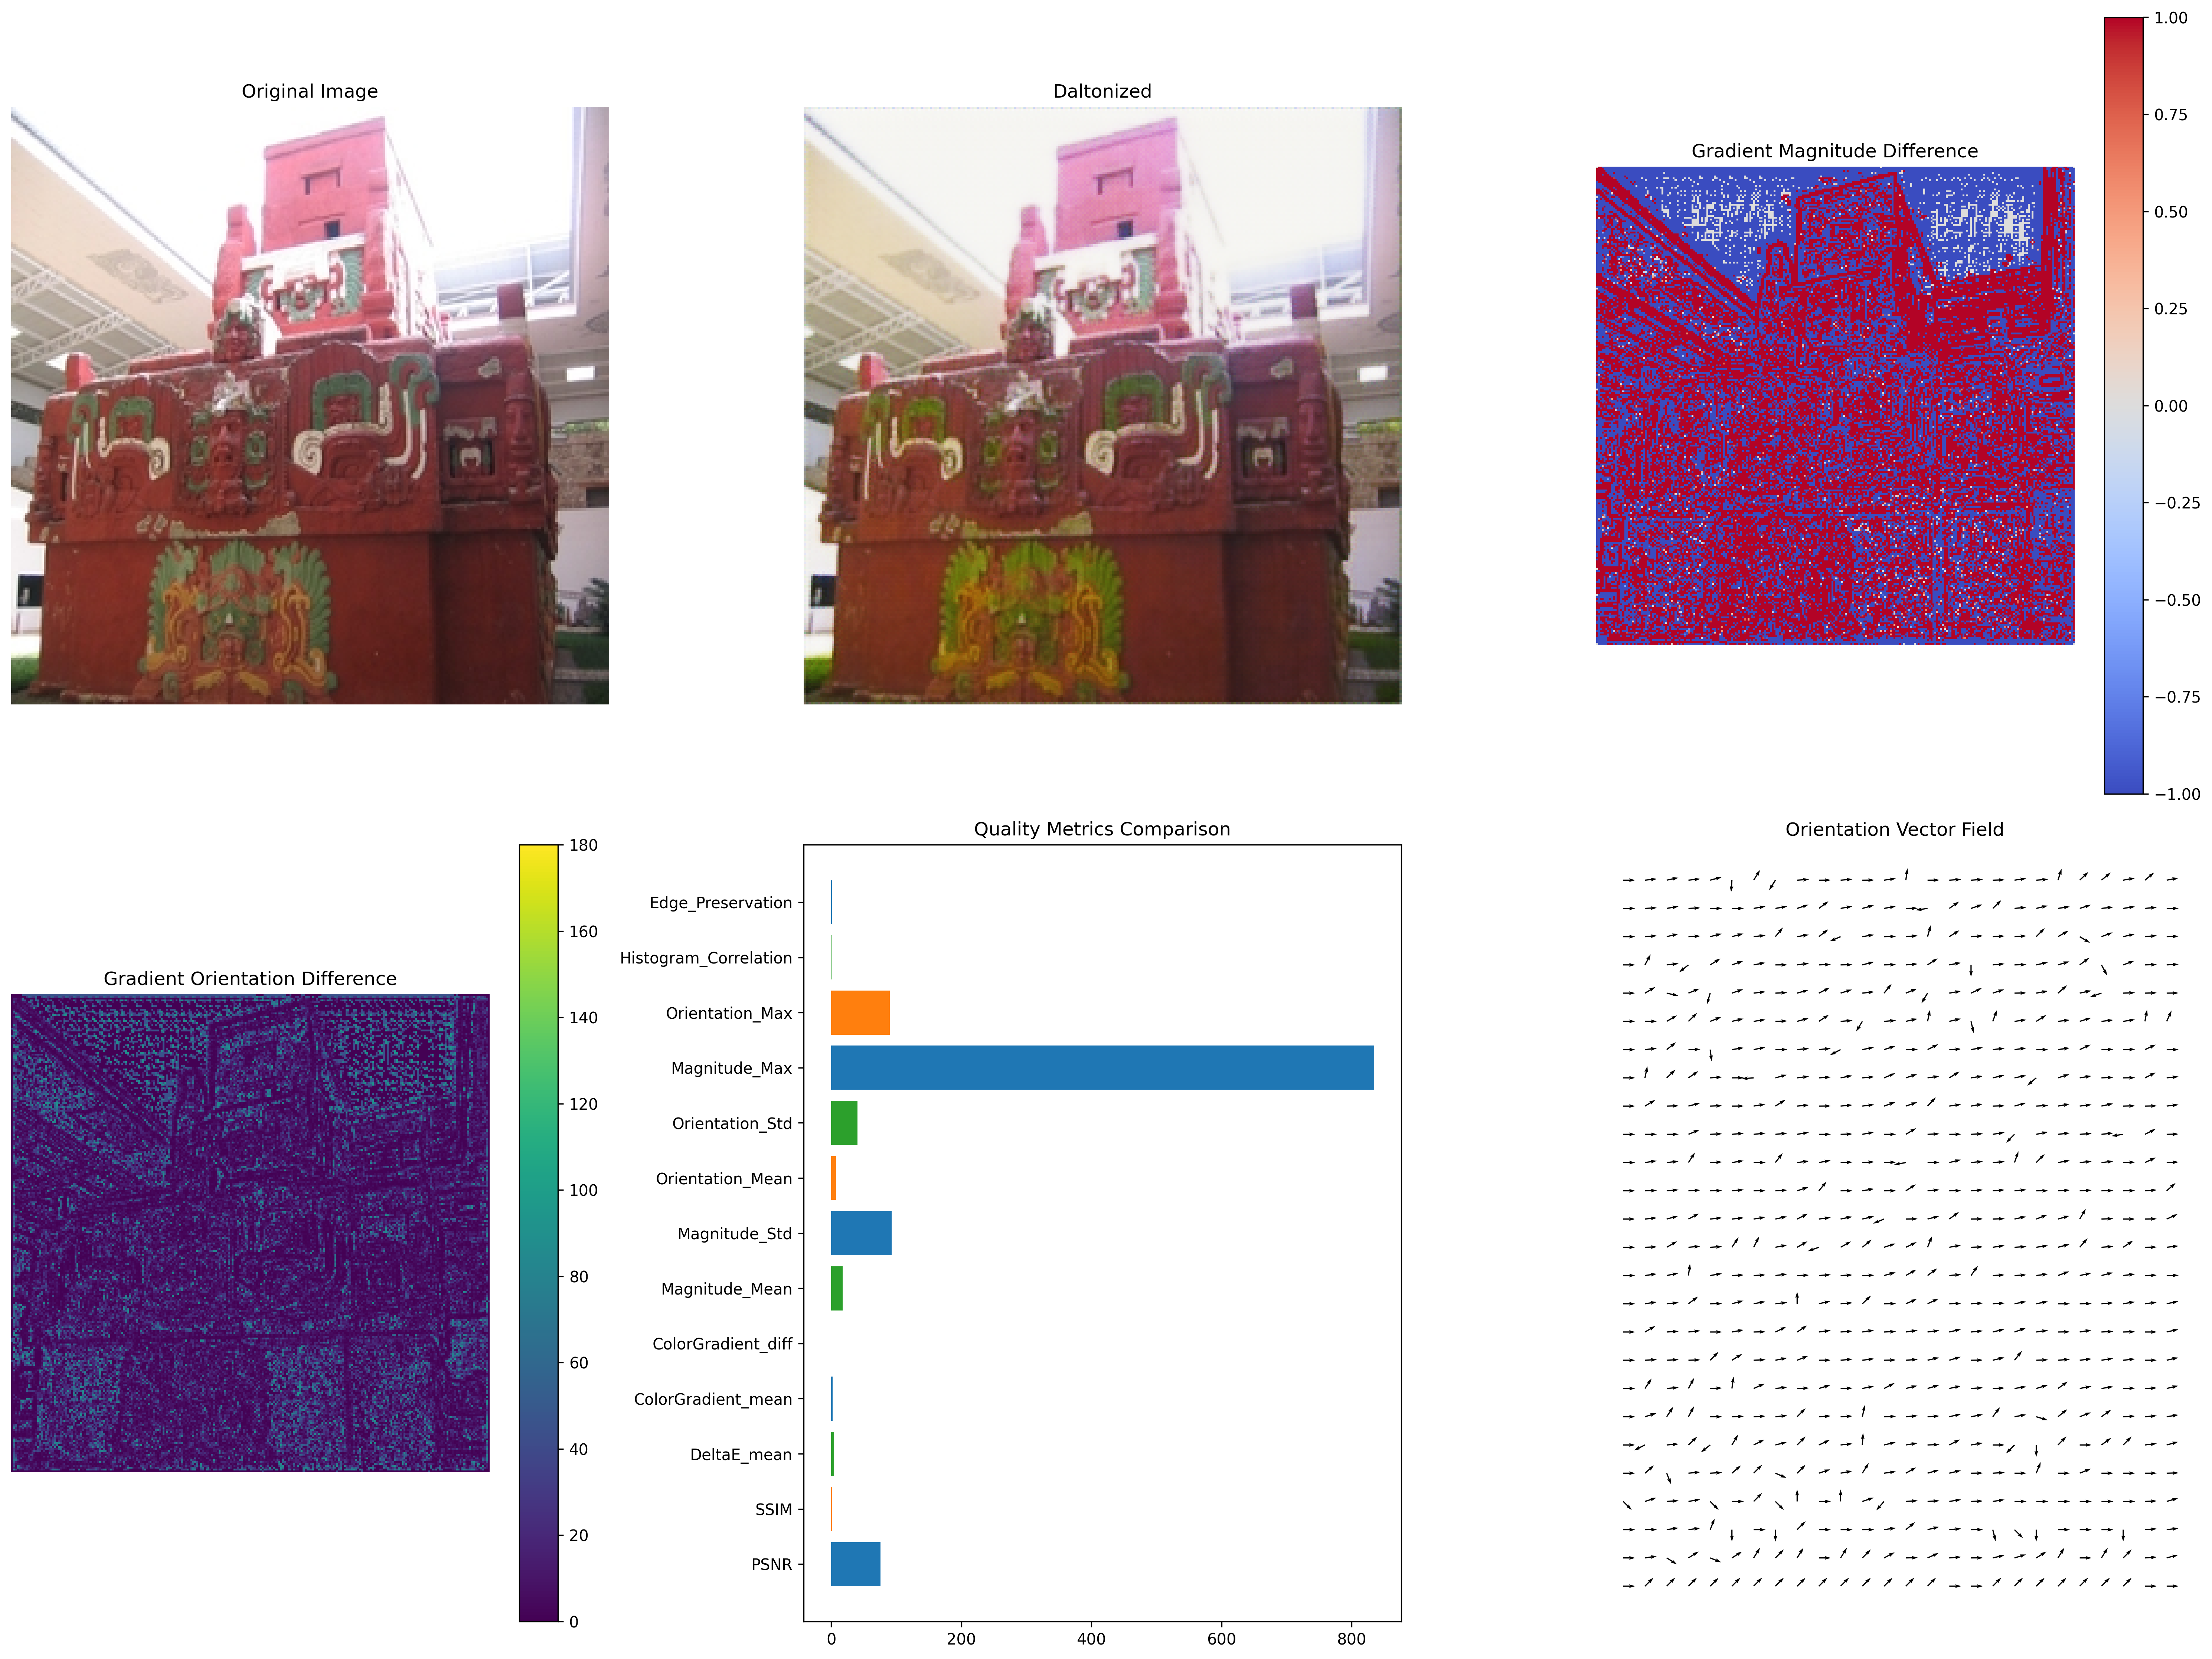 Original Image
Daltonized
Gradient Magnitude Difference
1.00
0.75
0.50
0.25
0.00
−0.25
−0.50
−0.75
−1.00
Gradient Orientation Difference
180
160
140
120
100
80
60
40
20
0
Quality Metrics Comparison
Edge_Preservation
Histogram_Correlation
Orientation_Max
Magnitude_Max
Orientation_Std
Orientation_Mean
Magnitude_Std
Magnitude_Mean
ColorGradient_diff
ColorGradient_mean
DeltaE_mean
SSIM
PSNR
0 200 400 600 800
Orientation Vector Field